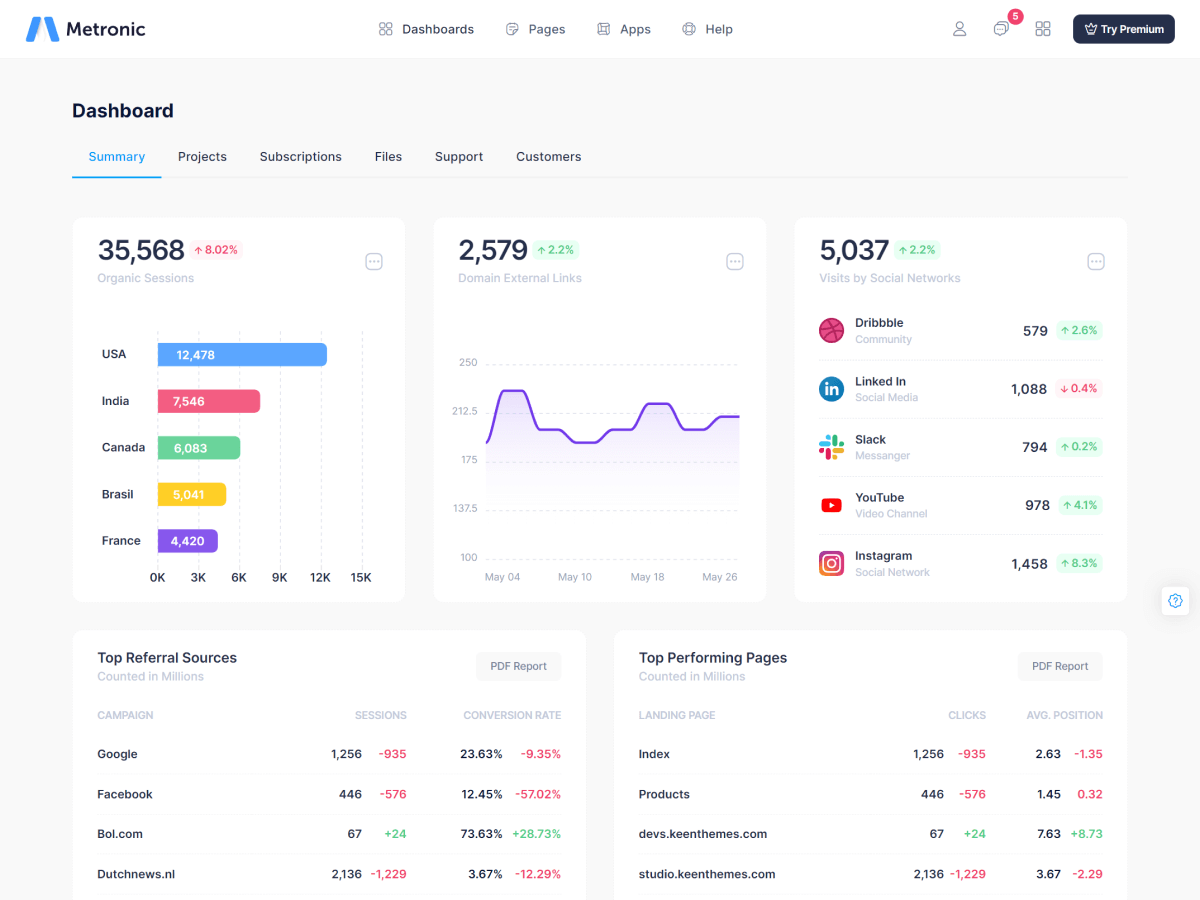 Metronic
Dashboards Pages Apps Help
5
Try Premium
Dashboard
Summary Projects Subscriptions Files Support Customers
35,568 8.02%
Organic Sessions
USA 12,478
India 7,546
Canada 6,083
Brasil 5,041
France 4,420
0K 3K 6K 9K 12K 15K
2,579 2.2%
Domain External Links
250
212.5
175
137.5
100
May 04 May 10 May 18 May 26
5,037 2.2%
Visits by Social Networks
Dribbble
Community
579 2.6%
Linked In
Social Media
1,088 0.4%
Slack
Messanger
794 0.2%
YouTube
Video Channel
978 4.1%
Instagram
Social Network
1,458 8.3%
Top Referral Sources
Counted in Millions
PDF Report
CAMPAIGN SESSIONS CONVERSION RATE
Google 1,256 -935 23.63% -9.35%
Facebook 446 -576 12.45% -57.02%
Bol.com 67 +24 73.63% +28.73%
Dutchnews.nl 2,136 -1,229 3.67% -12.29%
Top Performing Pages
Counted in Millions
PDF Report
LANDING PAGE CLICKS AVG. POSITION
Index 1,256 -935 2.63 -1.35
Products 446 -576 1.45 0.32
devs.keenthemes.com 67 +24 7.63 +8.73
studio.keenthemes.com 2,136 -1,229 3.67 -2.29